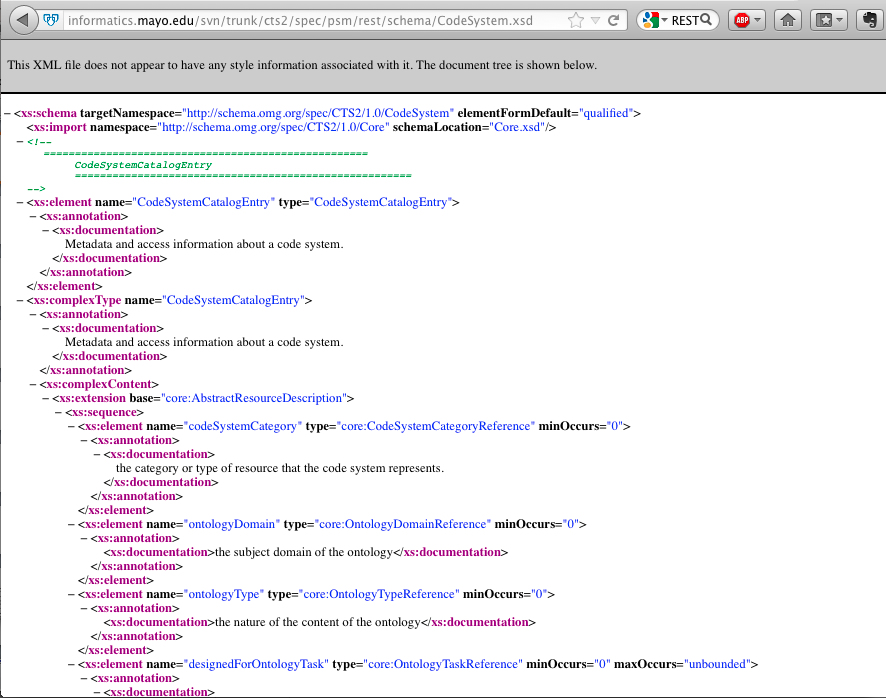 informatics.mayo.edu/svn/trunk/cts2/spec/psm/rest/schema/CodeSystem.xsd
REST
ABP
This XML file does not appear to have any style information associated with it. The document tree is shown below.
– <xs:schema targetNamespace="http://schema.omg.org/spec/CTS2/1.0/CodeSystem" elementFormDefault="qualified">
<xs:import namespace="http://schema.omg.org/spec/CTS2/1.0/Core" schemaLocation="Core.xsd"/>
– <!--
====================================================
CodeSystemCatalogEntry
======================================================
-->
– <xs:element name="CodeSystemCatalogEntry" type="CodeSystemCatalogEntry">
– <xs:annotation>
– <xs:documentation>
Metadata and access information about a code system.
</xs:documentation>
</xs:annotation>
</xs:element>
– <xs:complexType name="CodeSystemCatalogEntry">
– <xs:annotation>
– <xs:documentation>
Metadata and access information about a code system.
</xs:documentation>
</xs:annotation>
– <xs:complexContent>
– <xs:extension base="core:AbstractResourceDescription">
– <xs:sequence>
– <xs:element name="codeSystemCategory" type="core:CodeSystemCategoryReference" minOccurs="0">
– <xs:annotation>
– <xs:documentation>
the category or type of resource that the code system represents.
</xs:documentation>
</xs:annotation>
</xs:element>
– <xs:element name="ontologyDomain" type="core:OntologyDomainReference" minOccurs="0">
– <xs:annotation>
<xs:documentation>the subject domain of the ontology</xs:documentation>
</xs:annotation>
</xs:element>
– <xs:element name="ontologyType" type="core:OntologyTypeReference" minOccurs="0">
– <xs:annotation>
<xs:documentation>the nature of the content of the ontology</xs:documentation>
</xs:annotation>
</xs:element>
– <xs:element name="designedForOntologyTask" type="core:OntologyTaskReference" minOccurs="0" maxOccurs="unbounded">
– <xs:annotation>
– <xs:documentation>